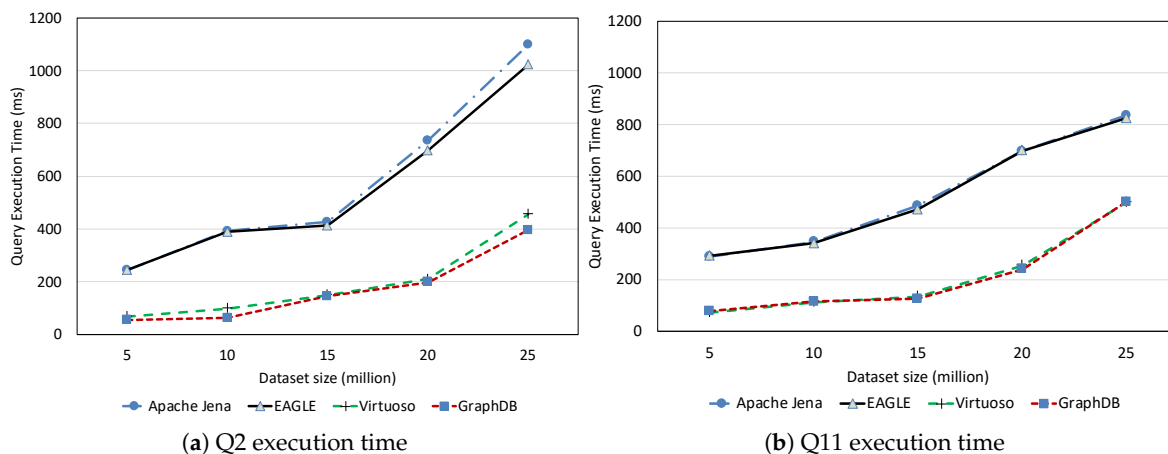 1200
1000
800
600
400
200
0
Query Execution Time (ms)
5 10 15 20 25
Dataset size (million)
Apache Jena EAGLE Virtuoso GraphDB
(a) Q2 execution time
1200
1000
800
600
400
200
0
Query Execution Time (ms)
5 10 15 20 25
Dataset size (million)
Apache Jena EAGLE Virtuoso GraphDB
(b) Q11 execution time